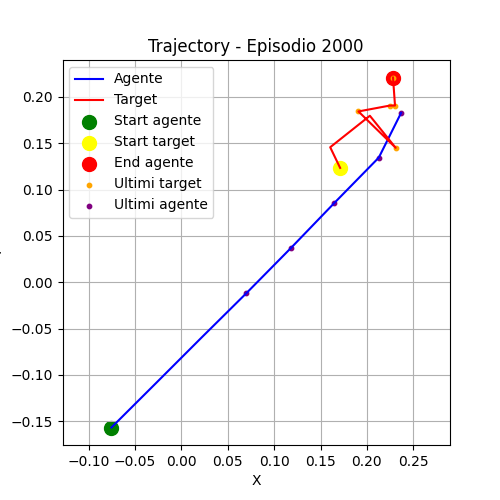 Trajectory - Episodio 2000
Agente
Target
Start agente
Start target
End agente
Ultimi target
Ultimi agente
0.20
0.15
0.10
0.05
0.00
−0.05
−0.10
−0.15
−0.10 −0.05 0.00 0.05 0.10 0.15 0.20 0.25
X